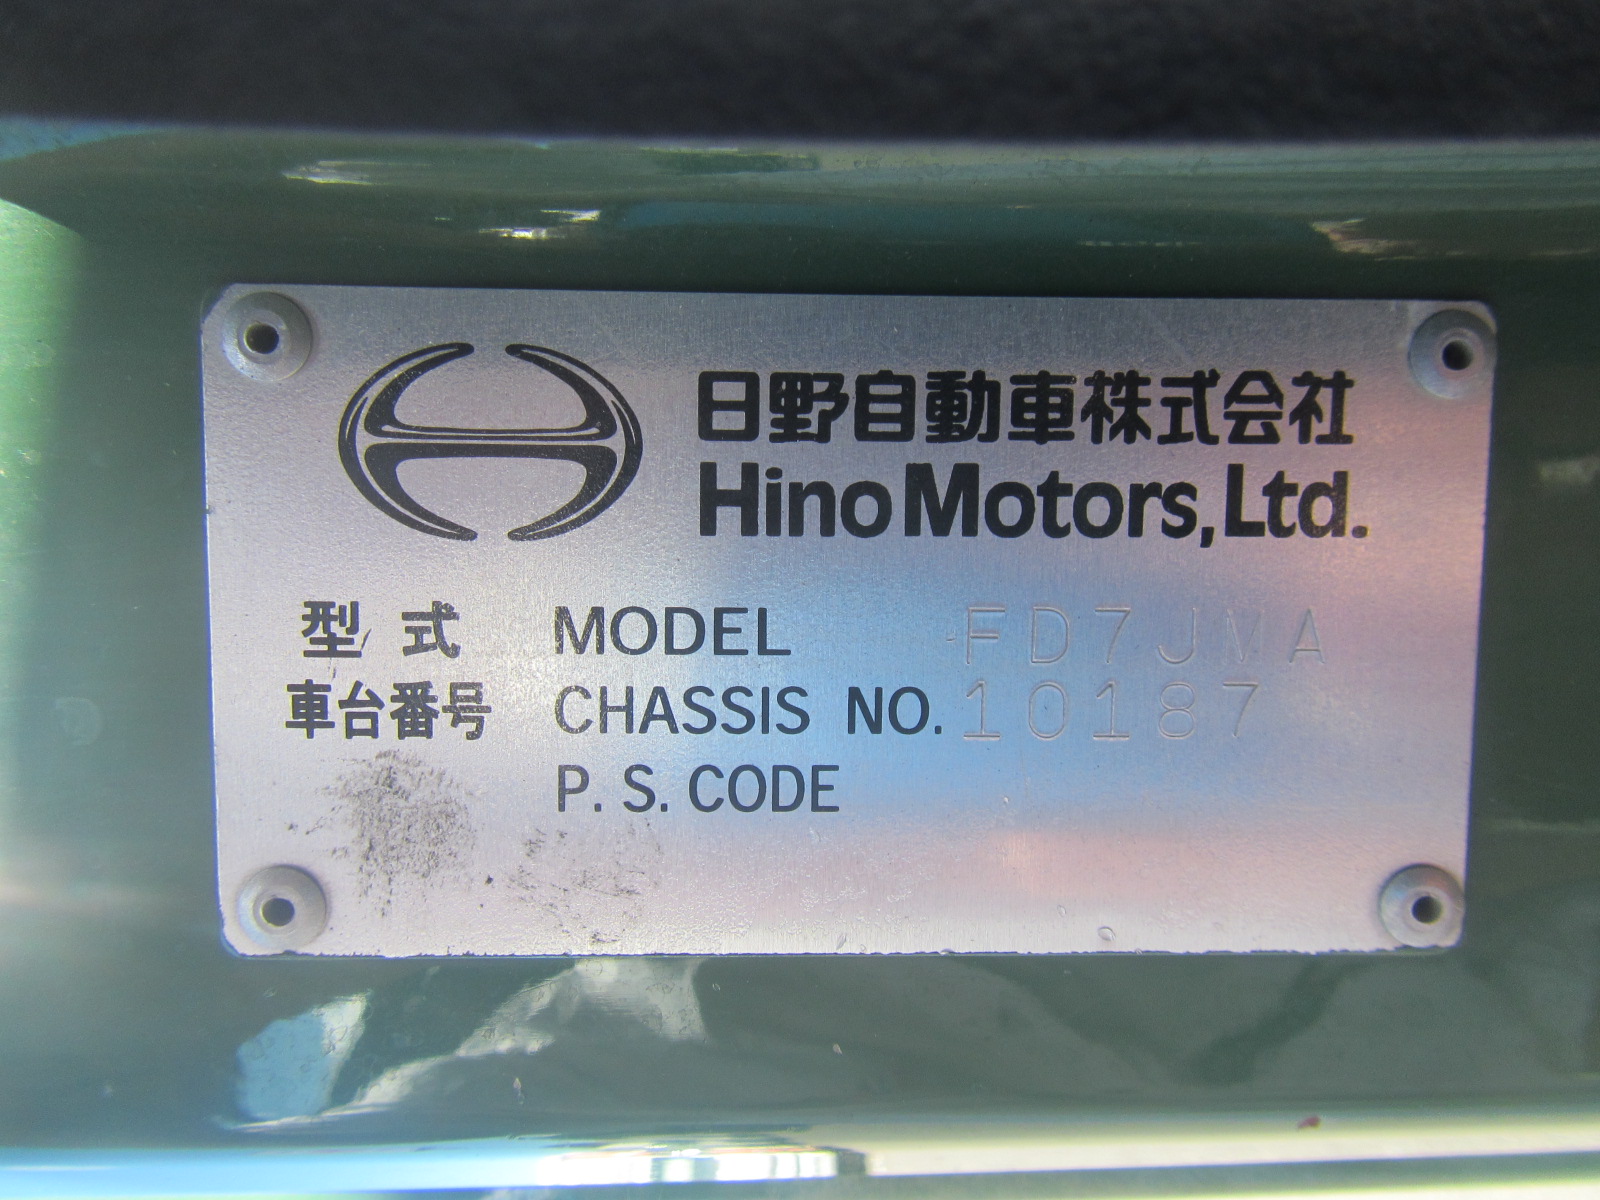 日野自動車株式会社
Hino Motors, Ltd.
型式 MODEL FD7JMA
車台番号 CHASSIS NO. 10187
P. S. CODE